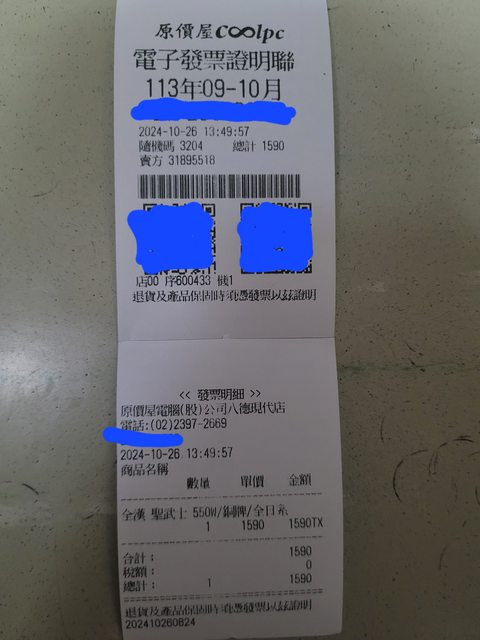 原價屋coolpc
電子發票證明聯
113年09-10月
2024-10-26 13:49:57
隨機碼 3204 總計 1590
賣方 31895518
店00 序600433 機1
退貨及產品保固時須憑發票以茲證明
<< 發票明細 >>
原價屋電腦(股)公司八德現代店
電話:(02)2397-2669
2024-10-26 13:49:57
商品名稱
數量 單價 金額
全漢 聖武士 550W/銅牌/全日系
1 1590 1590TX
合計: 1590
稅額: 0
總計: 1 1590
退貨及產品保固時須憑發票以茲證明
202410260824